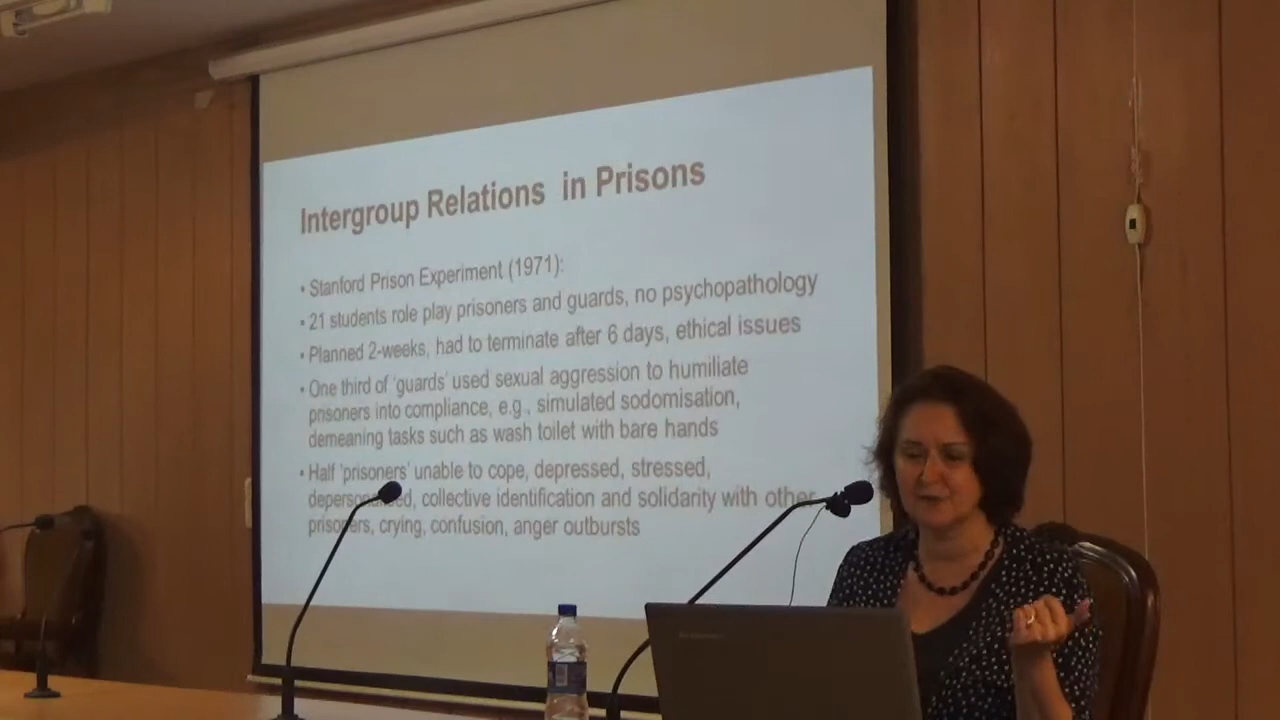 Intergroup Relations in Prisons
• Stanford Prison Experiment (1971):
• 21 students role play prisoners and guards, no psychopathology
• Planned 2-weeks, had to terminate after 6 days, ethical issues
• One third of 'guards' used sexual aggression to humiliate
prisoners into compliance, e.g., simulated sodomisation,
demeaning tasks such as wash toilet with bare hands
• Half 'prisoners' unable to cope, depressed, stressed,
collective identification and solidarity with other
prisoners, crying, confusion, anger outbursts